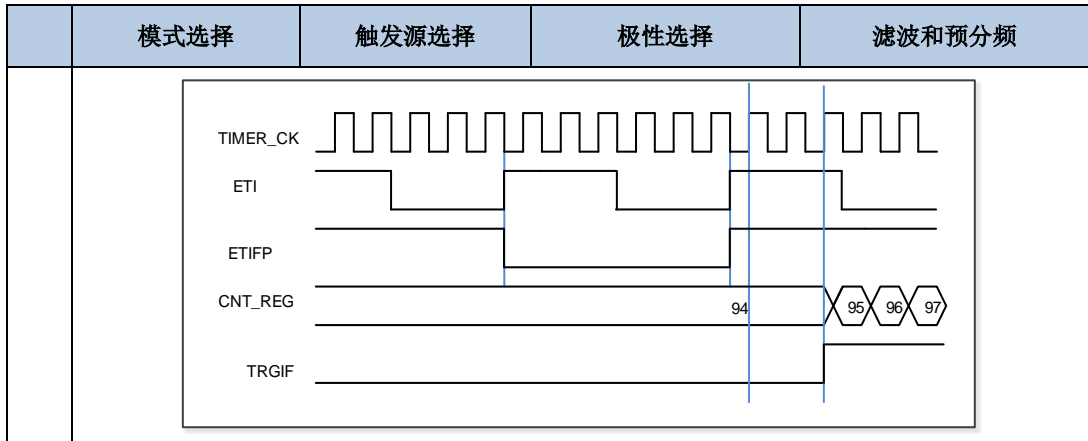 模式选择 触发源选择 极性选择 滤波和预分频
TIMER_CK
ETI
ETIFP
CNT_REG 94 95 96 97
TRGIF